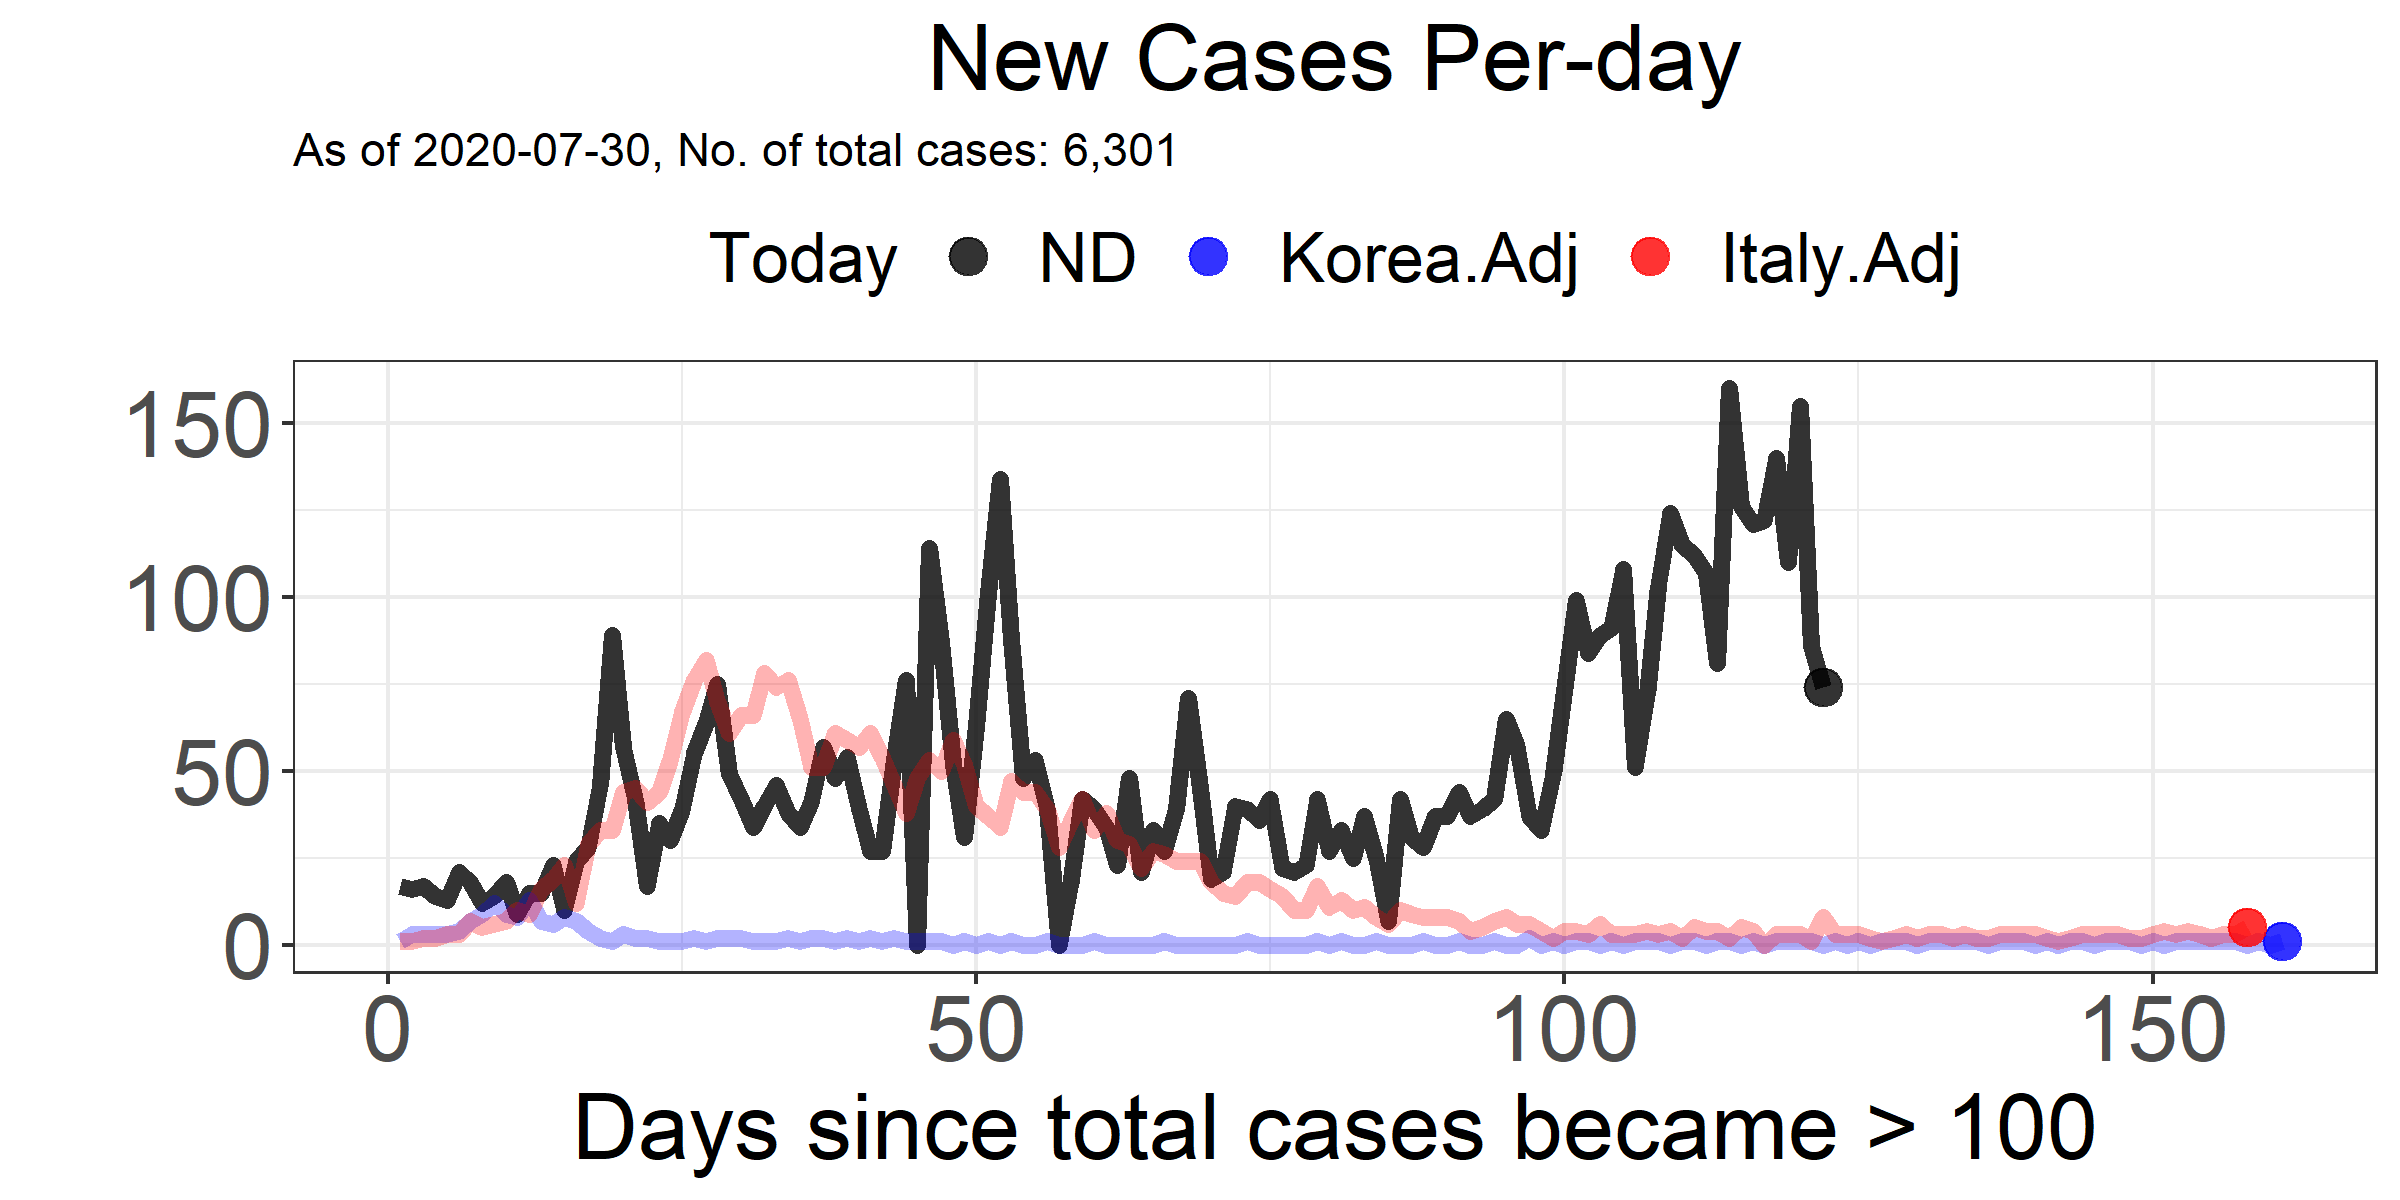 New Cases Per-day
As of 2020-07-30, No. of total cases: 6,301
Today ND Korea.Adj Italy.Adj
150
100
50
0
0 50 100 150
Days since total cases became > 100